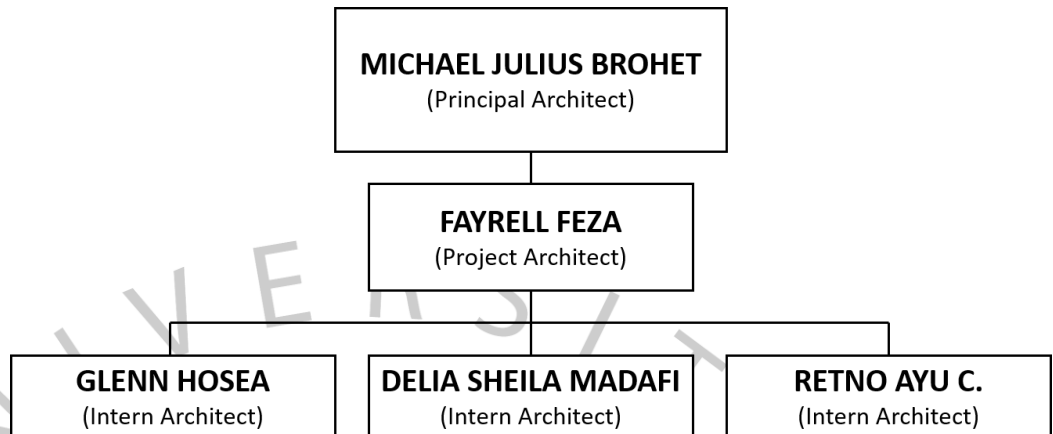 MICHAEL JULIUS BROHET
(Principal Architect)
FAYRELL FEZA
(Project Architect)
GLENN HOSEA
(Intern Architect)
DELIA SHEILA MADAFI
(Intern Architect)
RETNO AYU C.
(Intern Architect)